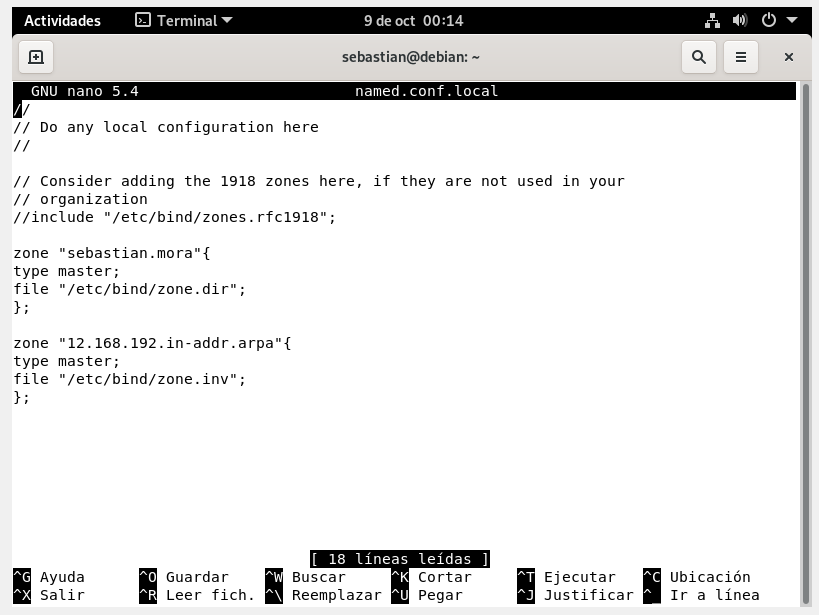 Actividades Terminal 9 de oct 00:14
sebastian@debian: ~
GNU nano 5.4 named.conf.local
//
// Do any local configuration here
//
// Consider adding the 1918 zones here, if they are not used in your
// organization
//include "/etc/bind/zones.rfc1918";
zone "sebastian.mora"{
type master;
file "/etc/bind/zone.dir";
};
zone "12.168.192.in-addr.arpa"{
type master;
file "/etc/bind/zone.inv";
};
[ 18 líneas leídas ]
^G Ayuda ^O Guardar ^W Buscar ^K Cortar ^T Ejecutar ^C Ubicación
^X Salir ^R Leer fich. ^\ Reemplazar ^U Pegar ^J Justificar ^_ Ir a línea